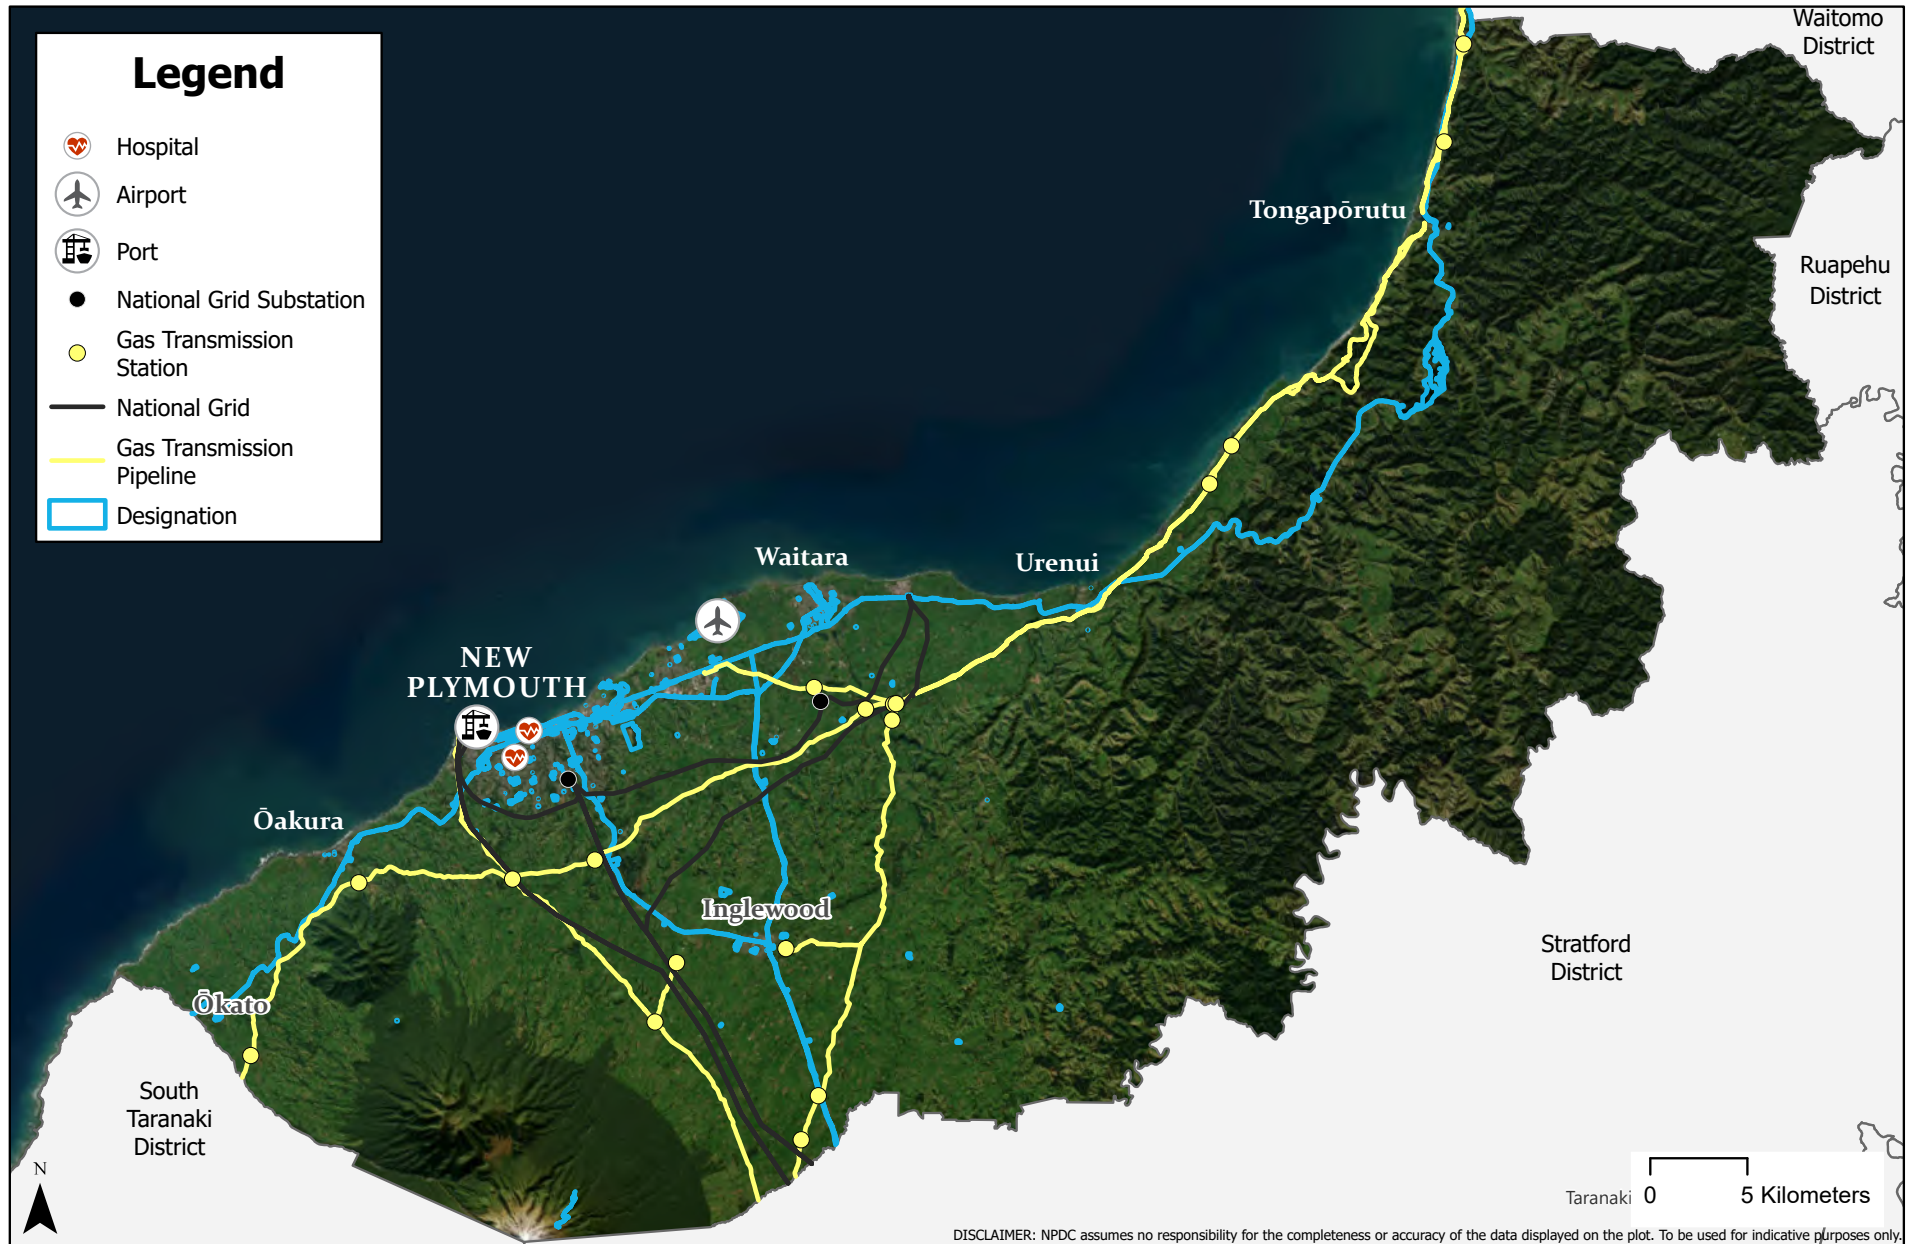 Legend
Hospital
Airport
Port
National Grid Substation
Gas Transmission
Station
National Grid
Gas Transmission
Pipeline
Designation
Waitomo
District
Tongapōrutu
Ruapehu
District
Waitara
Urenui
NEW
PLYMOUTH
Ōakura
Inglewood
Stratford
District
Ōkato
South
Taranaki
District
N
Taranaki
0 5 Kilometers
DISCLAIMER: NPDC assumes no responsibility for the completeness or accuracy of the data displayed on the plot. To be used for indicative purposes only.